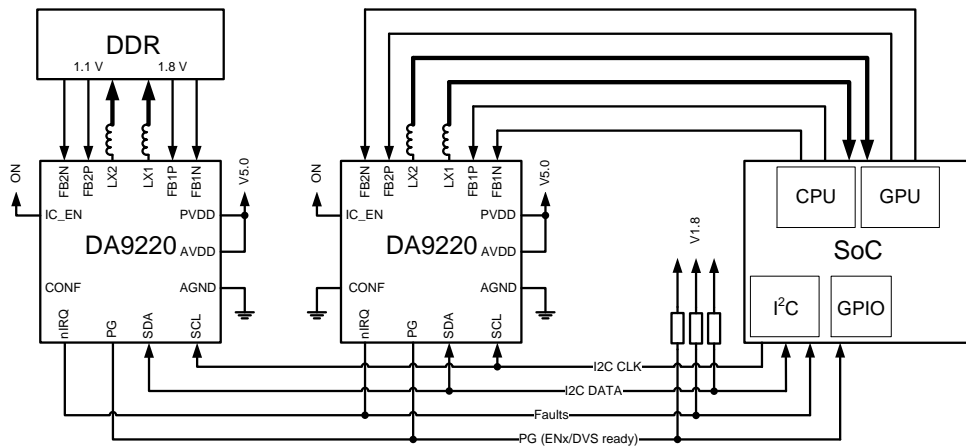 DDR
1.1 V 1.8 V
FB2N FB2P LX2 LX1 FB1P FB1N
ON
IC_EN
V5.0
PVDD
DA9220
AVDD
CONF
AGND
nIRQ PG SDA SCL
FB2N FB2P LX2 LX1 FB1P FB1N
ON
IC_EN
V5.0
PVDD
DA9220
AVDD
CONF
AGND
nIRQ PG SDA SCL
V1.8
CPU GPU
SoC
I²C GPIO
I2C CLK
I2C DATA
Faults
PG (ENx/DVS ready)